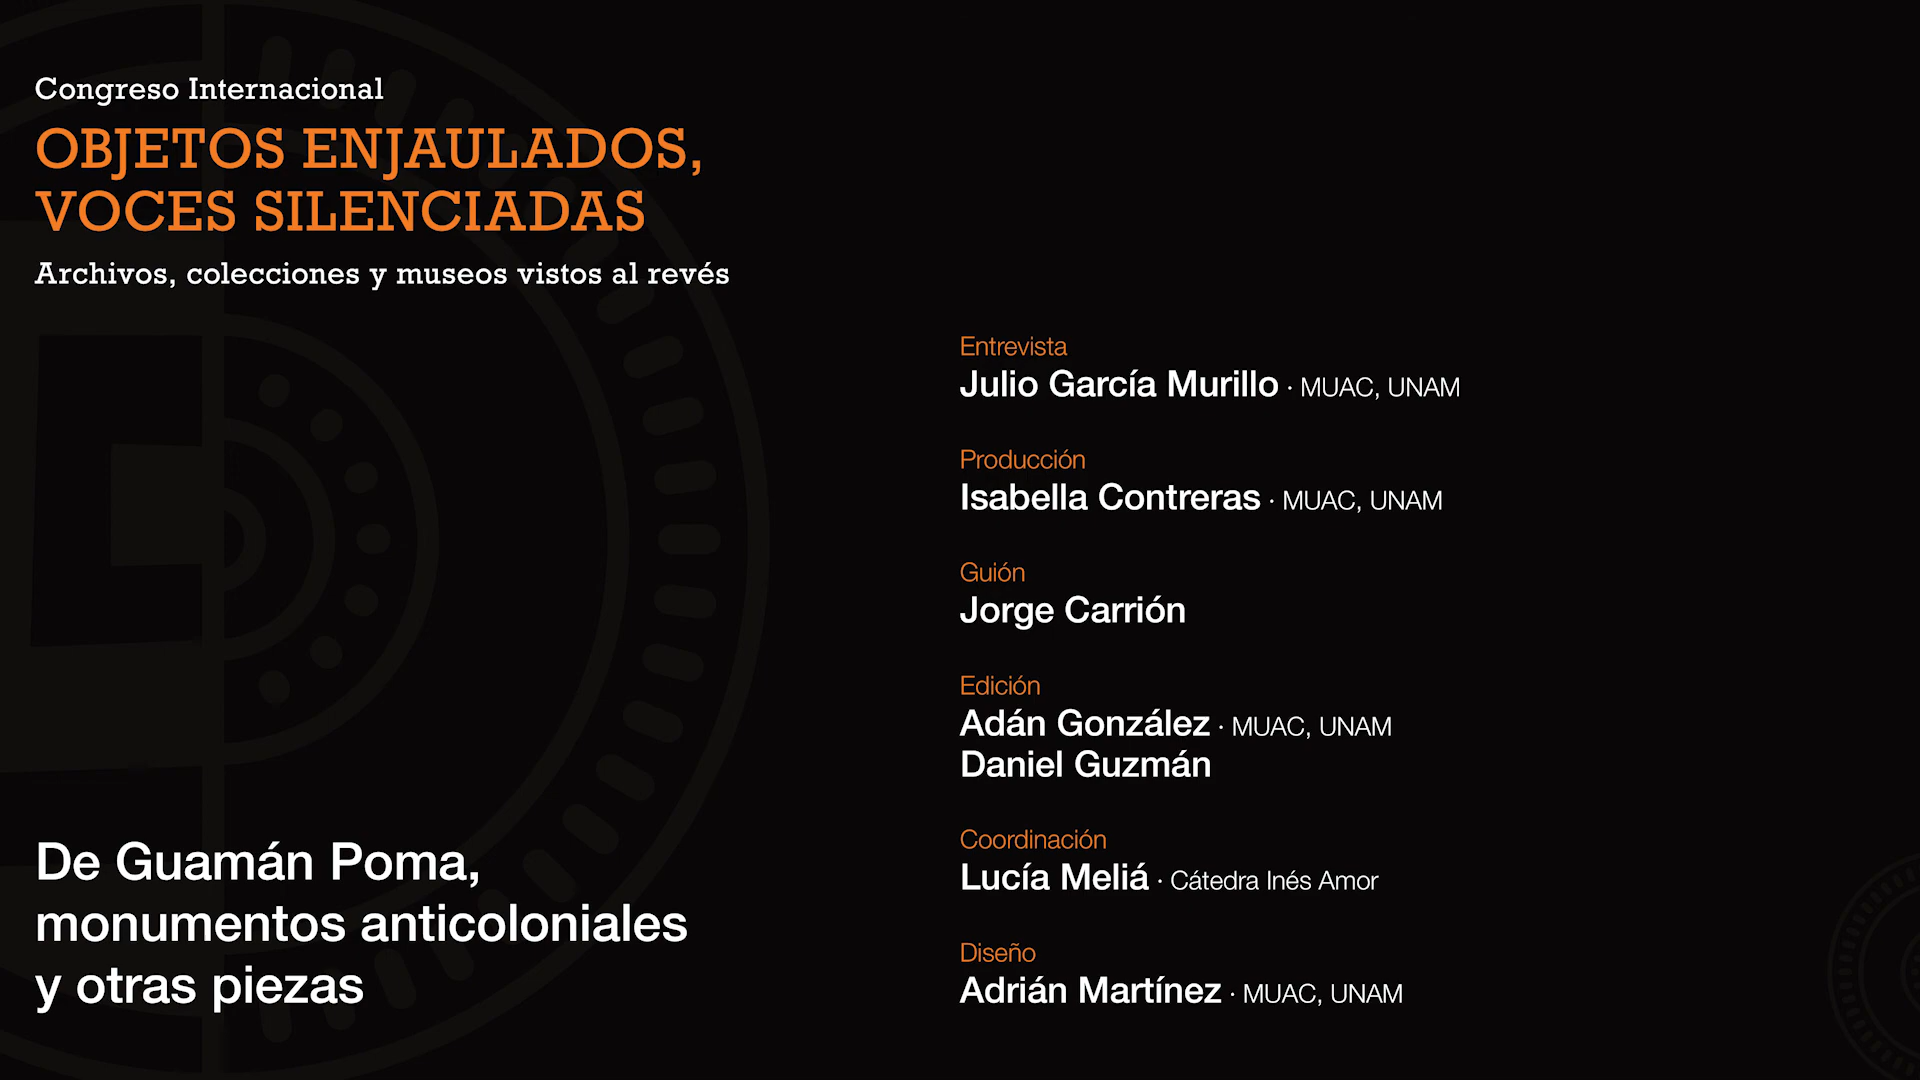 Congreso Internacional
OBJETOS ENJAULADOS,
VOCES SILENCIADAS
Archivos, colecciones y museos vistos al revés
De Guamán Poma,
monumentos anticoloniales
y otras piezas
Entrevista
Julio García Murillo · MUAC, UNAM
Producción
Isabella Contreras · MUAC, UNAM
Guión
Jorge Carrión
Edición
Adán González · MUAC, UNAM
Daniel Guzmán
Coordinación
Lucía Meliá · Cátedra Inés Amor
Diseño
Adrián Martínez · MUAC, UNAM